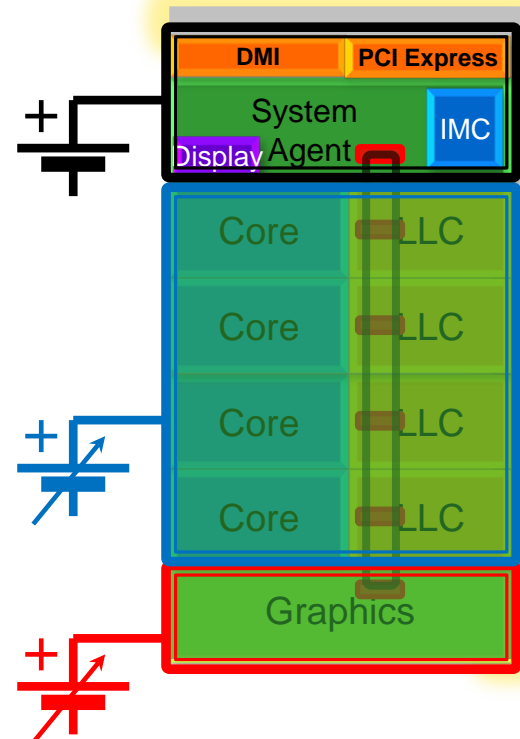 DMI PCI Express
System
Agent
IMC
Display
Core LLC
Core LLC
Core LLC
Core LLC
Graphics
+
+
+